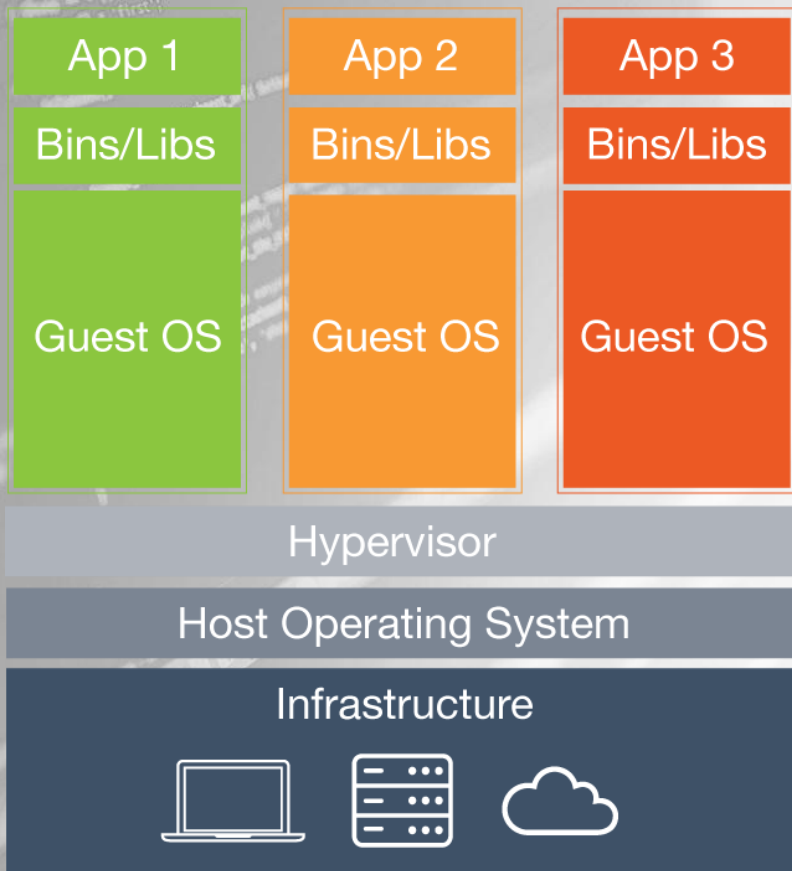 App 1
App 2
App 3
Bins/Libs
Bins/Libs
Bins/Libs
Guest OS
Guest OS
Guest OS
Hypervisor
Host Operating System
Infrastructure